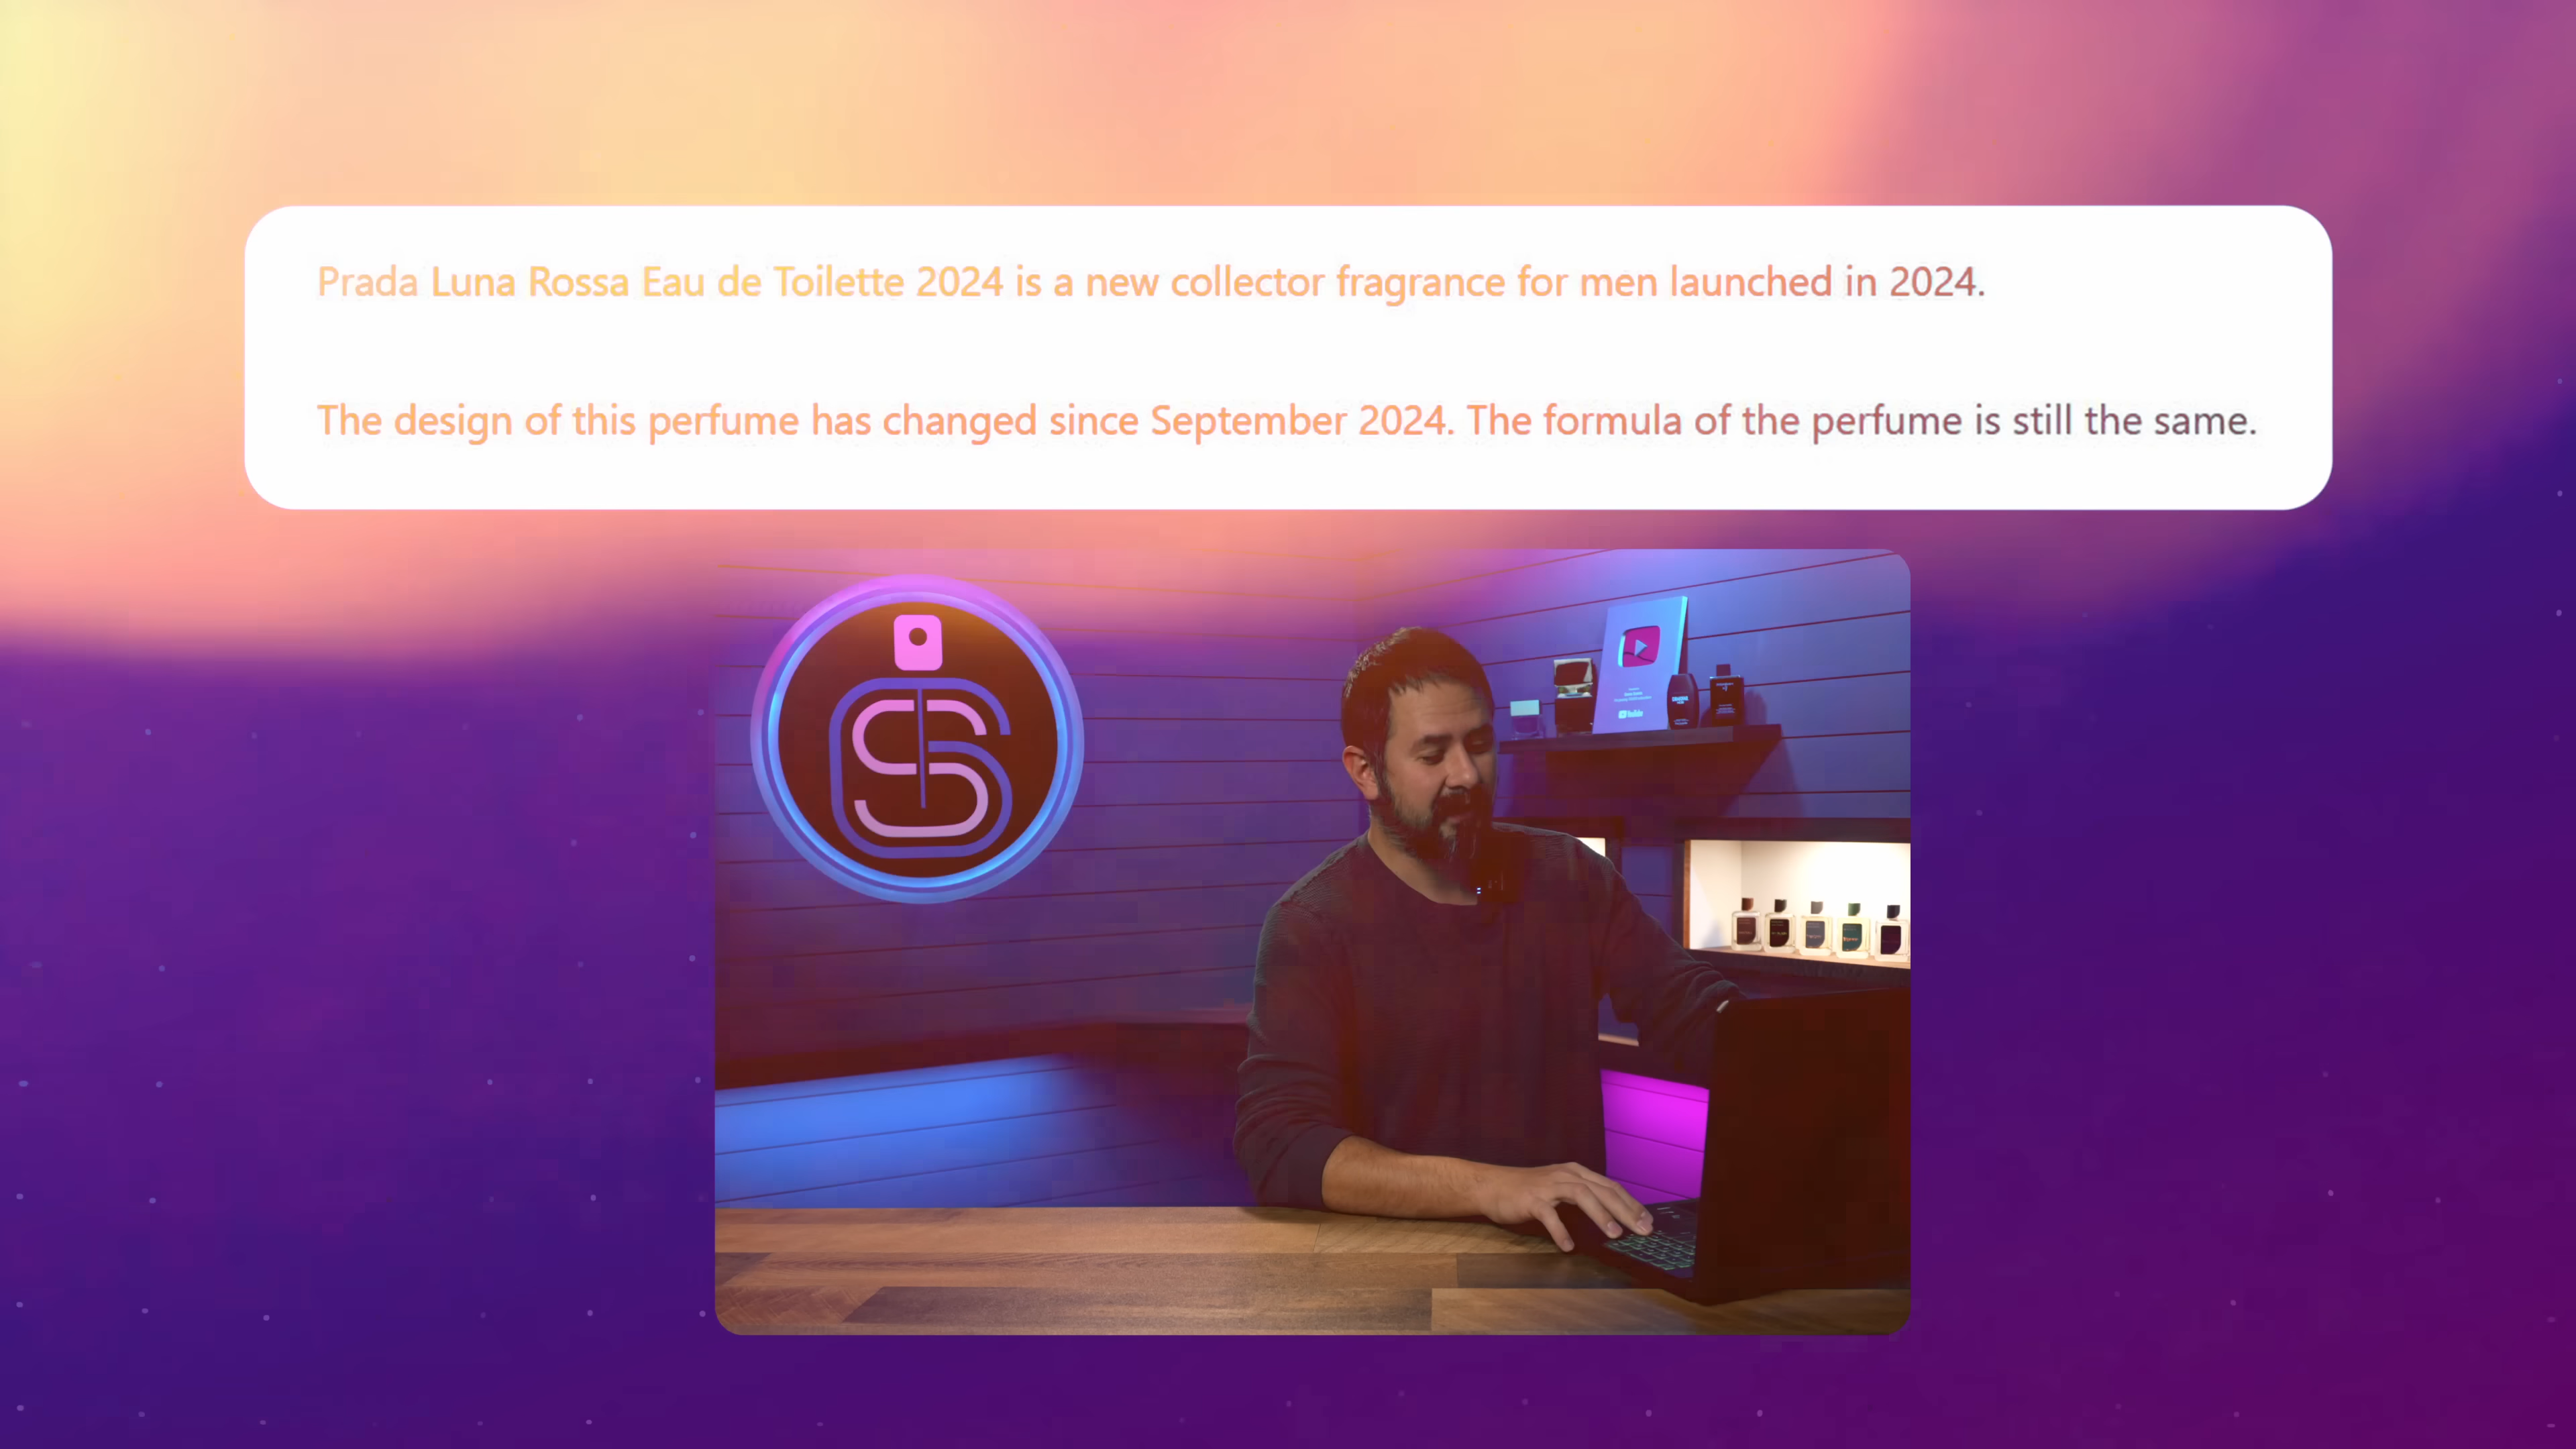 Prada Luna Rossa Eau de Toilette 2024 is a new collector fragrance for men launched in 2024.
The design of this perfume has changed since September 2024. The formula of the perfume is still the same.
YouTube